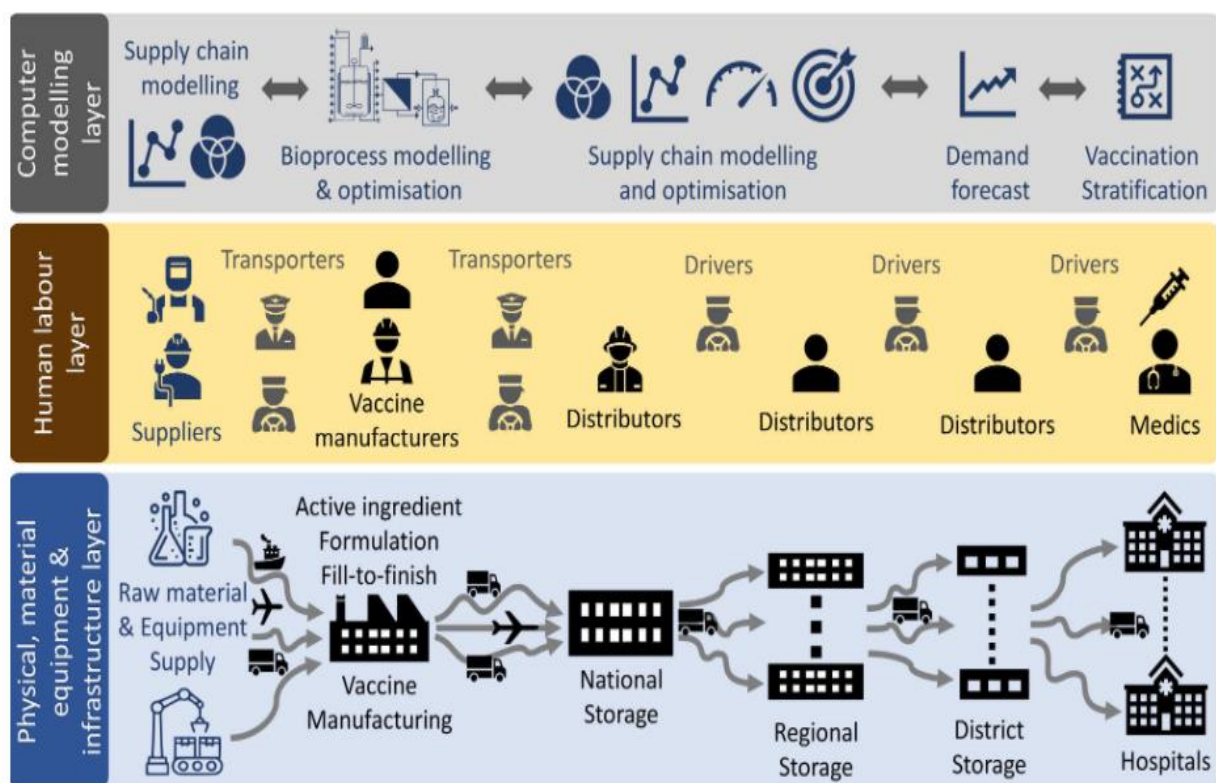 Computer
modelling
layer
Supply chain
modelling
Bioprocess modelling
& optimisation
Supply chain modelling
and optimisation
Demand
forecast
Vaccination
Stratification
Human labour
layer
Suppliers
Transporters
Vaccine
manufacturers
Transporters
Distributors
Drivers
Distributors
Drivers
Distributors
Drivers
Medics
Physical, material
equipment &
infrastructure layer
Raw material
& Equipment
Supply
Active ingredient
Formulation
Fill-to-finish
Vaccine
Manufacturing
National
Storage
Regional
Storage
District
Storage
Hospitals